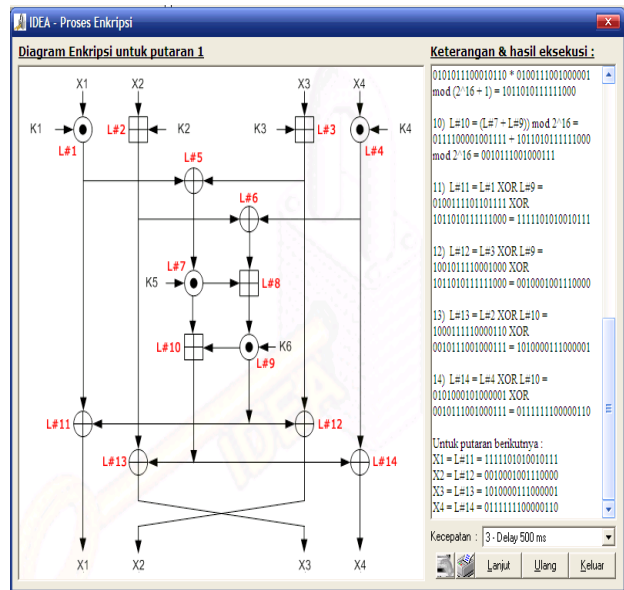 IDEA - Proses Enkripsi
Diagram Enkripsi untuk putaran 1
X1 X2 X3 X4
K1 L#2 K2 K3 L#3 K4
L#1 L#4
L#5
L#6
L#7
K5 L#8
L#10 K6
L#9
L#11 L#12
L#13 L#14
X1 X2 X3 X4
Keterangan & hasil eksekusi :
0101011100010110 * 0100111001000001
mod (2^16 + 1) = 1011010111111000
10) L#10 = (L#7 + L#9)) mod 2^16 =
0111100001001111 + 1011010111111000
mod 2^16 = 0010111001000111
11) L#11 = L#1 XOR L#9 =
0100111101101111 XOR
1011010111111000 = 1111101010010111
12) L#12 = L#3 XOR L#9 =
1001011110001000 XOR
1011010111111000 = 0010001001110000
13) L#13 = L#2 XOR L#10 =
1000111110000110 XOR
0010111001000111 = 1010000111000001
14) L#14 = L#4 XOR L#10 =
0101000101000001 XOR
0010111001000111 = 0111111100000110
Untuk putaran berikutnya :
X1 = L#11 = 1111101010010111
X2 = L#12 = 0010001001110000
X3 = L#13 = 1010000111000001
X4 = L#14 = 0111111100000110
Kecepatan : 3 - Delay 500 ms
Lanjut Ulang Keluar
IDEA